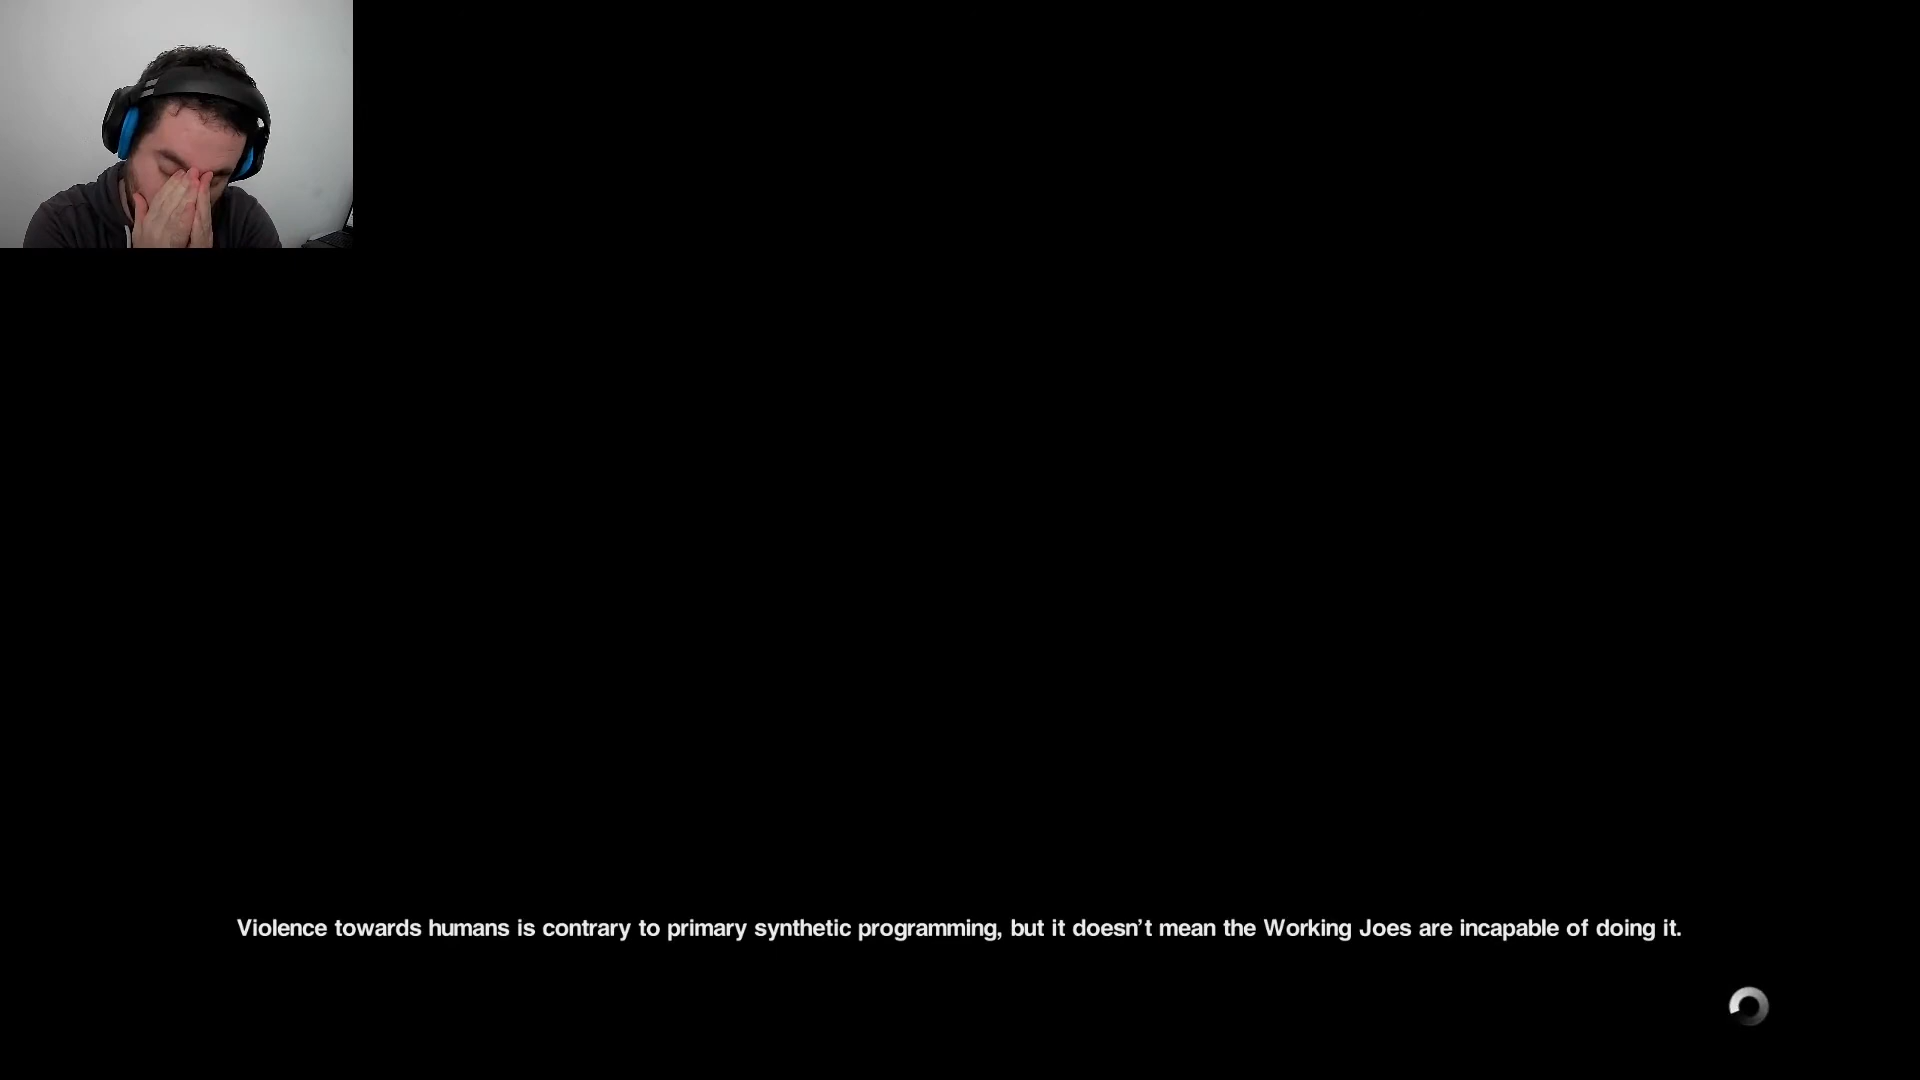 Violence towards humans is contrary to primary synthetic programming, but it doesn't mean the Working Joes are incapable of doing it.